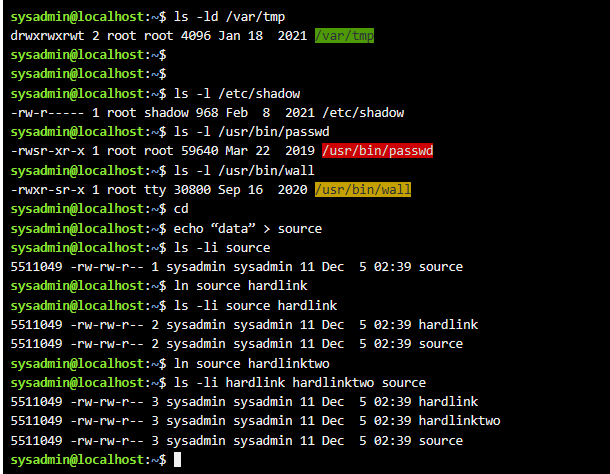 sysadmin@localhost:~$ ls -ld /var/tmp
drwxrwxrwt 2 root root 4096 Jan 18  2021 /var/tmp
sysadmin@localhost:~$
sysadmin@localhost:~$
sysadmin@localhost:~$ ls -l /etc/shadow
-rw-r----- 1 root shadow 968 Feb  8  2021 /etc/shadow
sysadmin@localhost:~$ ls -l /usr/bin/passwd
-rwsr-xr-x 1 root root 59640 Mar 22  2019 /usr/bin/passwd
sysadmin@localhost:~$ ls -l /usr/bin/wall
-rwxr-sr-x 1 root tty 30800 Sep 16  2020 /usr/bin/wall
sysadmin@localhost:~$ cd
sysadmin@localhost:~$ echo “data” > source
sysadmin@localhost:~$ ls -li source
5511049 -rw-rw-r-- 1 sysadmin sysadmin 11 Dec  5 02:39 source
sysadmin@localhost:~$ ln source hardlink
sysadmin@localhost:~$ ls -li source hardlink
5511049 -rw-rw-r-- 2 sysadmin sysadmin 11 Dec  5 02:39 hardlink
5511049 -rw-rw-r-- 2 sysadmin sysadmin 11 Dec  5 02:39 source
sysadmin@localhost:~$ ln source hardlinktwo
sysadmin@localhost:~$ ls -li hardlink hardlinktwo source
5511049 -rw-rw-r-- 3 sysadmin sysadmin 11 Dec  5 02:39 hardlink
5511049 -rw-rw-r-- 3 sysadmin sysadmin 11 Dec  5 02:39 hardlinktwo
5511049 -rw-rw-r-- 3 sysadmin sysadmin 11 Dec  5 02:39 source
sysadmin@localhost:~$